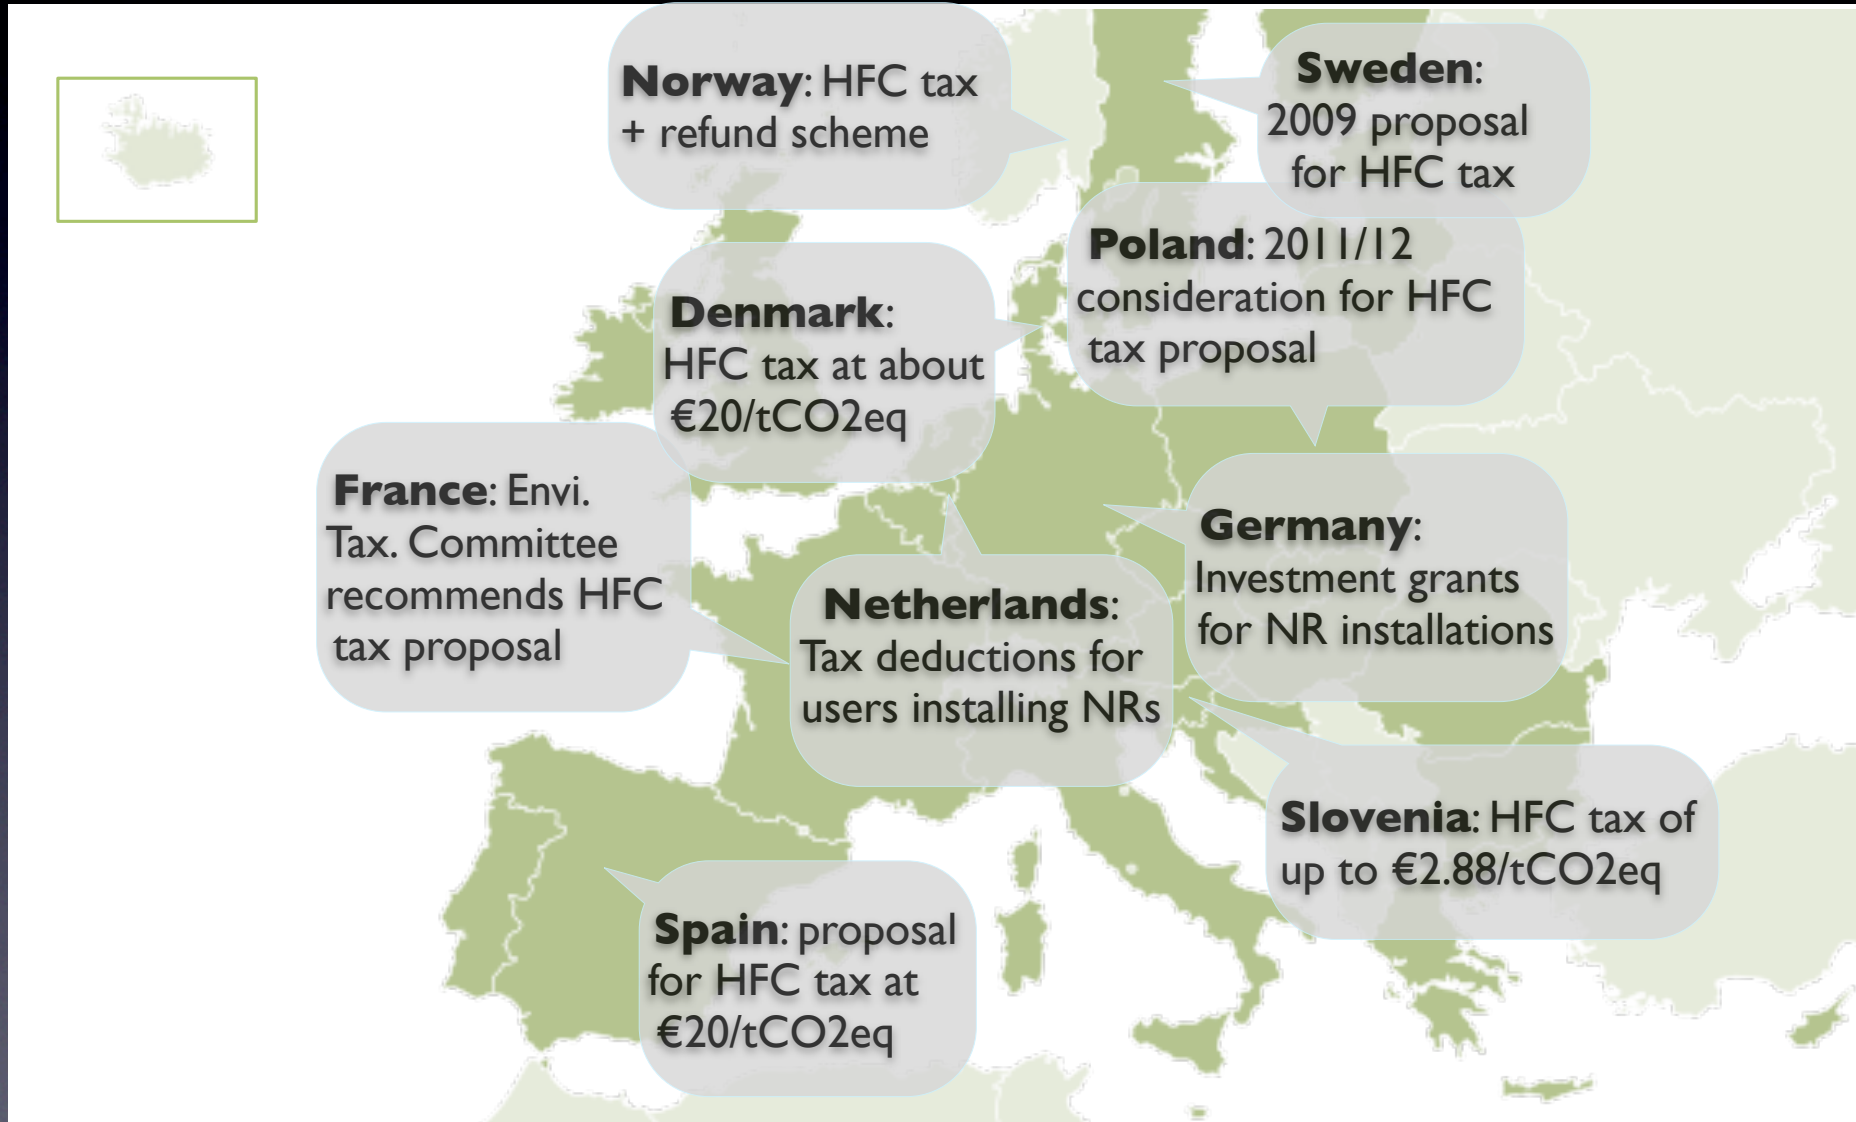 Norway: HFC tax
+ refund scheme
Sweden:
2009 proposal
for HFC tax
Poland: 2011/12
consideration for HFC
tax proposal
Denmark:
HFC tax at about
€20/tCO2eq
France: Envi.
Tax. Committee
recommends HFC
tax proposal
Germany:
Investment grants
for NR installations
Netherlands:
Tax deductions for
users installing NRs
Slovenia: HFC tax of
up to €2.88/tCO2eq
Spain: proposal
for HFC tax at
€20/tCO2eq